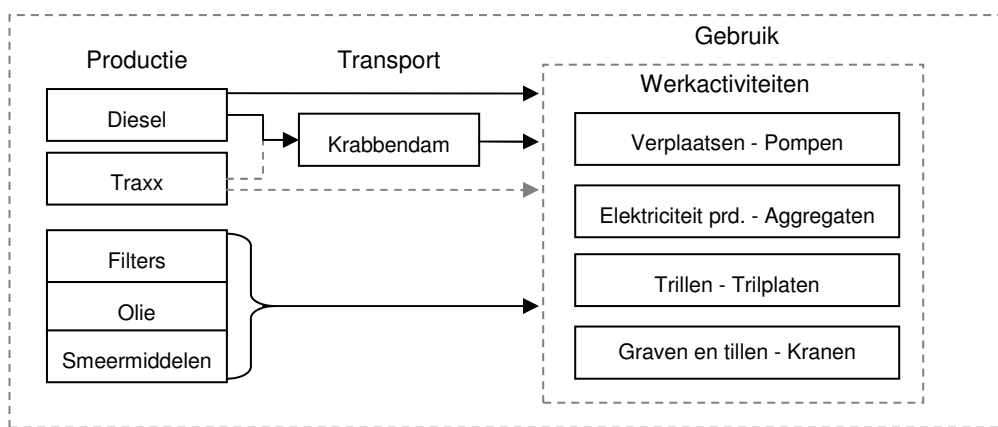 Gebruik
Productie
Transport
Werkactiviteiten
Diesel
Krabbendam
Verplaatsen - Pompen
Traxx
Elektriciteit prd. - Aggregaten
Filters
Trillen - Trilplaten
Olie
Smeermiddelen
Graven en tillen - Kranen